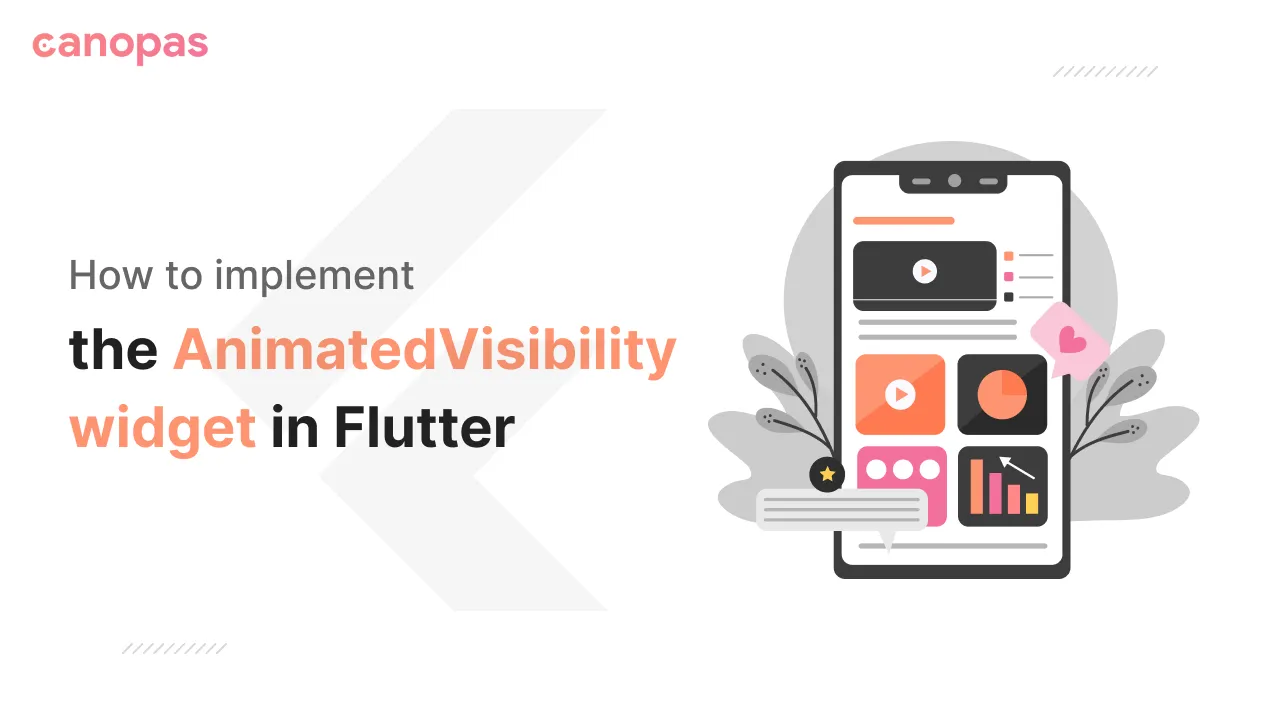 canopas
How to implement
the AnimatedVisibility
widget in Flutter